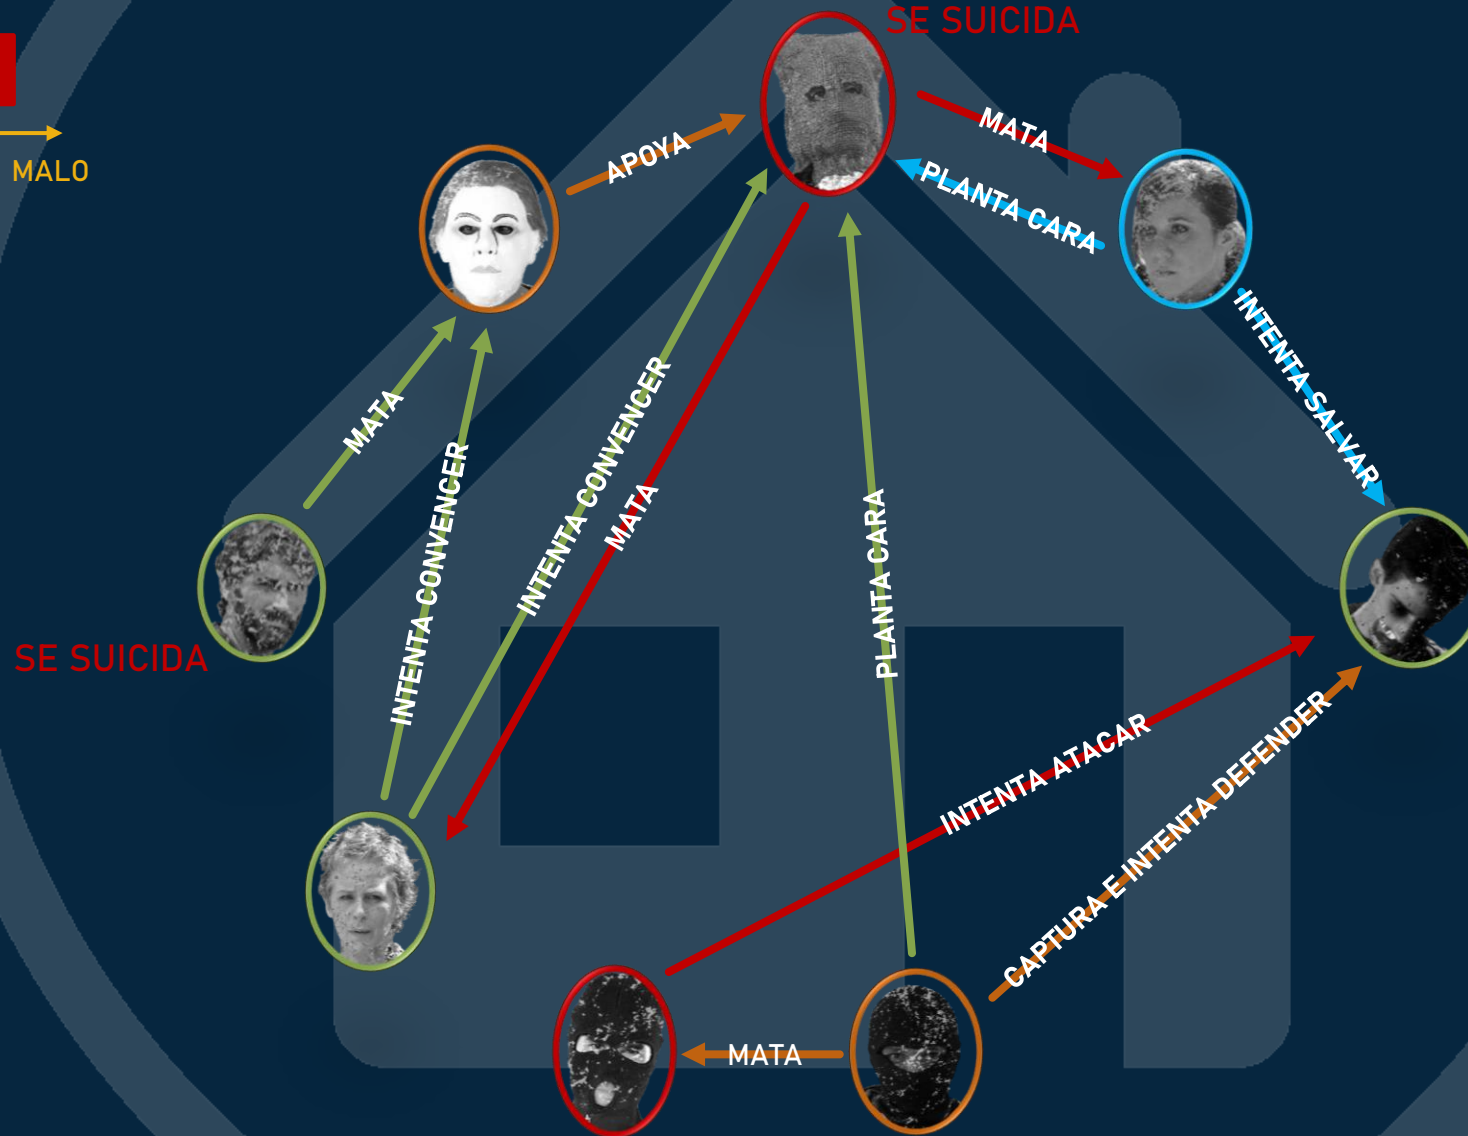 SE SUICIDA
MALO
APOYA
MATA
PLANTA CARA
INTENTA SALVAR
MATA
INTENTA CONVENCER
INTENTA CONVENCER
MATA
PLANTA CARA
SE SUICIDA
INTENTA ATACAR
CAPTURA E INTENTA DEFENDER
MATA